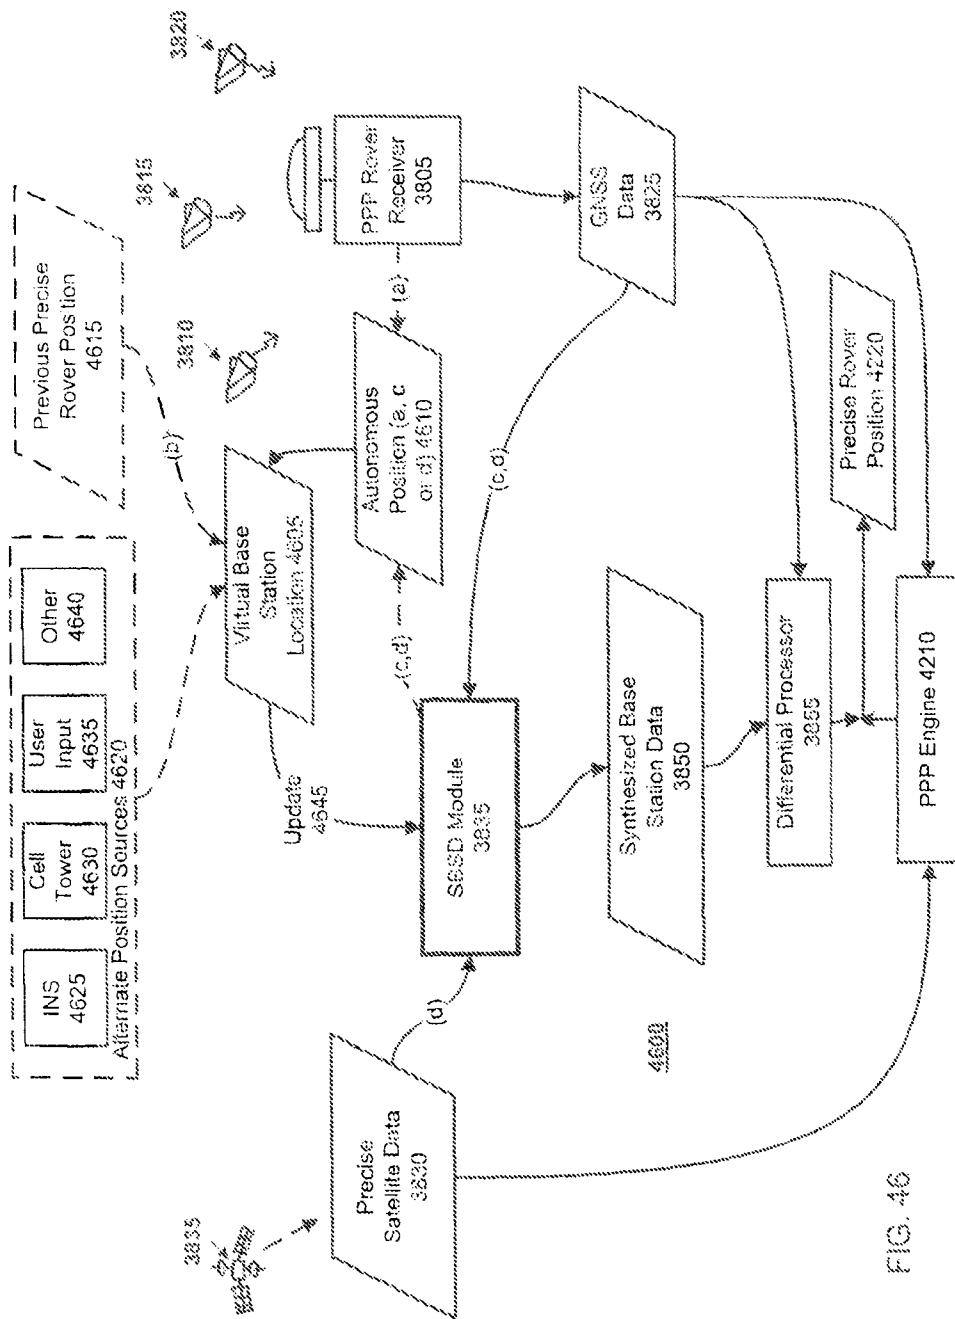 INS
4625
Cell
Tower
4630
User
Input
4635
Other
4640
Alternate Position Sources 4620
Previous Precise
Rover Position
4615
3835
3810
3815
3820
(b)
Virtual Base
Station
Location 4605
Update
4645
Precise
Satellite Data
3830
(d)
(c,d)
Autonomous
Position (a, c
or d) 4610
(a)
PPP Rover
Receiver
3805
SBSD Module
3835
(c,d)
GNSS
Data
3825
4600
Synthesized Base
Station Data
3850
Differential Processor
3855
Precise Rover
Position 4220
PPP Engine 4210
FIG. 46